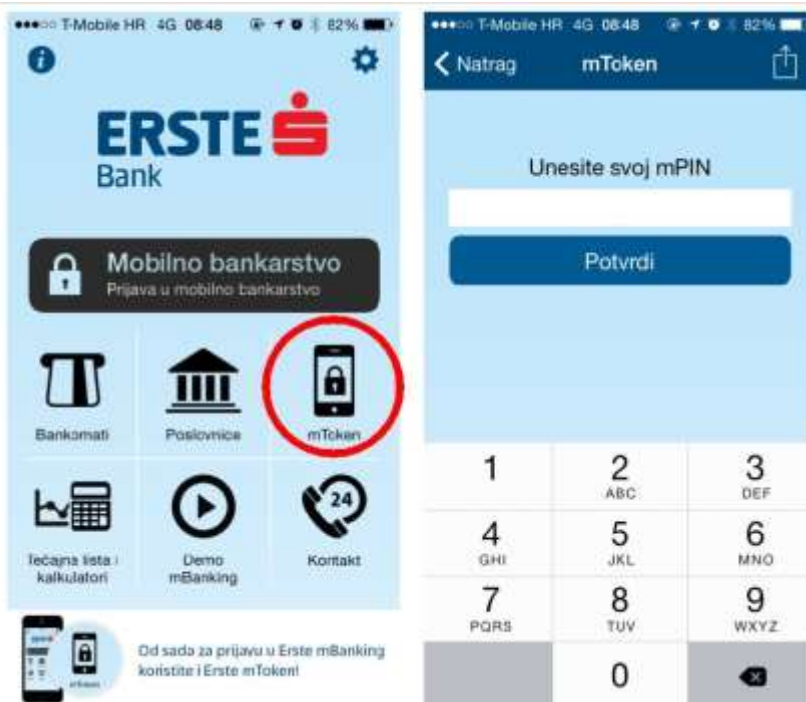 T-Mobile HR 4G 08:48 82%
ERSTE
Bank
Mobilno bankarstvo
Prijava u mobilno bankarstvo
Bankomati
Poslovnice
mToken
Tečajna lista i
kalkulatori
Demo
mBanking
24
Kontakt
Od sada za prijavu u Erste mBanking
koristite i Erste mToken!
T-Mobile HR 4G 08:48 82%
Natrag
mToken
Unesite svoj mPIN
Potvrdi
1
2
ABC
3
DEF
4
GHI
5
JKL
6
MNO
7
PQRS
8
TUV
9
WXYZ
0